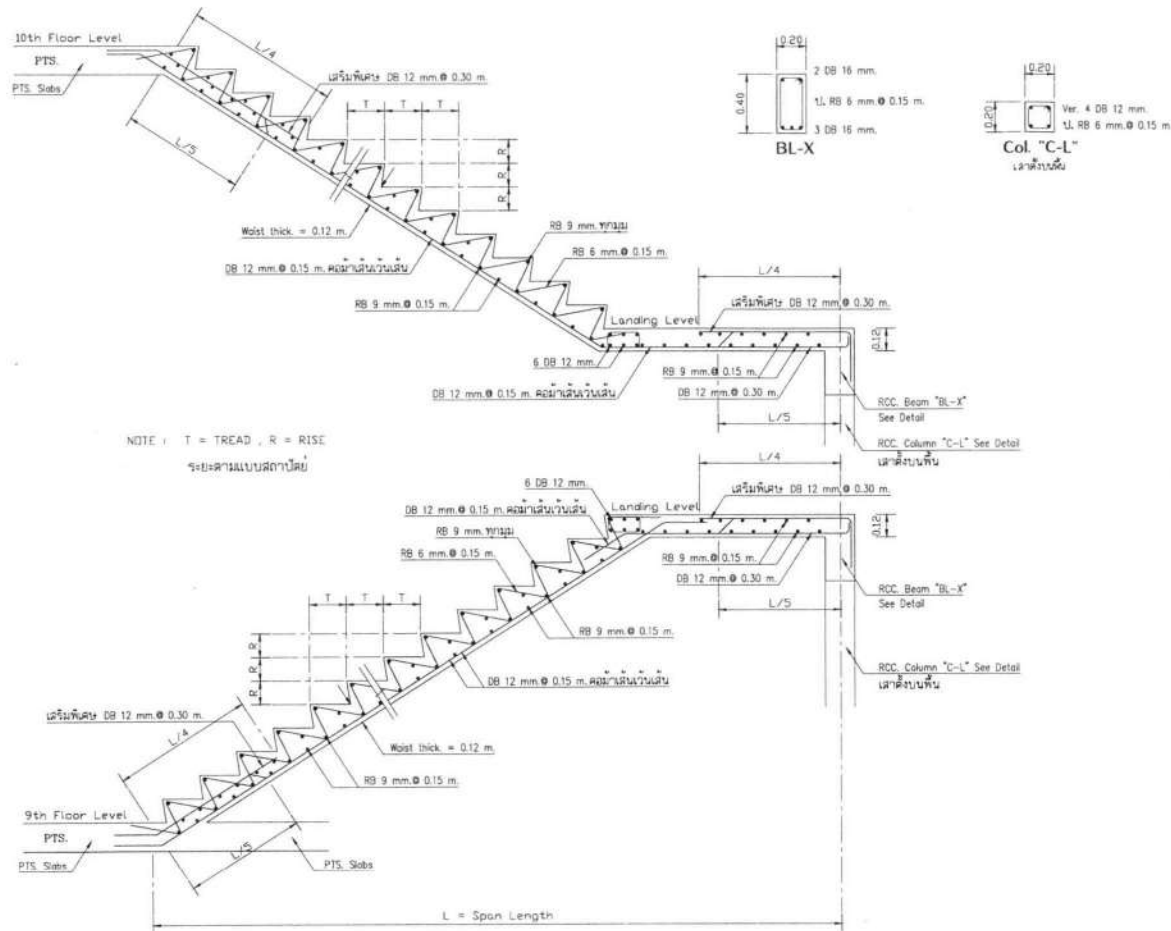 10th Floor Level
PTS.
PTS. Slabs
L/4
เสริมพิเศษ DB 12 mm.@ 0.30 m.
T
T
T
L/5
R
R
R
Waist thick. = 0.12 m.
RB 9 mm.ทุกมุม
RB 6 mm.@ 0.15 m.
DB 12 mm.@ 0.15 m. คอม้าเส้นเว้นเส้น
RB 9 mm.@ 0.15 m.
0.20
0.40
2 DB 16 mm.
ป. RB 6 mm.@ 0.15 m.
3 DB 16 mm.
BL-X
0.20
0.20
Ver. 4 DB 12 mm.
ป. RB 6 mm.@ 0.15 m
Col. "C-L"
เสาตั้งบนพื้น
L/4
เสริมพิเศษ DB 12 mm.@ 0.30 m.
Landing Level
0.12
6 DB 12 mm.
RB 9 mm.@ 0.15 m.
DB 12 mm.@ 0.15 m. คอม้าเส้นเว้นเส้น
DB 12 mm.@ 0.30 m.
RCC. Beam "BL-X"
See Detail
L/5
RCC. Column "C-L" See Detail
เสาตั้งบนพื้น
NOTE : T = TREAD , R = RISE
ระยะตามแบบสถาปัตย์
L/4
6 DB 12 mm.
เสริมพิเศษ DB 12 mm.@ 0.30 m.
DB 12 mm.@ 0.15 m. คอม้าเส้นเว้นเส้น
Landing Level
0.12
RB 9 mm.ทุกมุม
RB 6 mm.@ 0.15 m.
RB 9 mm.@ 0.15 m.
DB 12 mm.@ 0.30 m.
RCC. Beam "BL-X"
See Detail
L/5
T
T
T
RB 9 mm.@ 0.15 m.
R
R
R
DB 12 mm.@ 0.15 m. คอม้าเส้นเว้นเส้น
RCC. Column "C-L" See Detail
เสาตั้งบนพื้น
เสริมพิเศษ DB 12 mm.@ 0.30 m.
L/4
Waist thick. = 0.12 m.
RB 9 mm.@ 0.15 m.
9th Floor Level
PTS.
PTS. Slabs
L/5
PTS. Slabs
L = Span Length